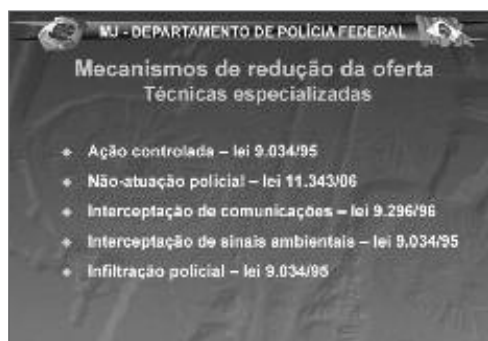 MJ - DEPARTAMENTO DE POLÍCIA FEDERAL
Mecanismos de redução da oferta
Técnicas especializadas
Ação controlada – lei 9.034/95
Não-atuação policial – lei 11.343/06
Interceptação de comunicações – lei 9.296/96
Interceptação de sinais ambientais – lei 9.034/95
Infiltração policial – lei 9.034/95